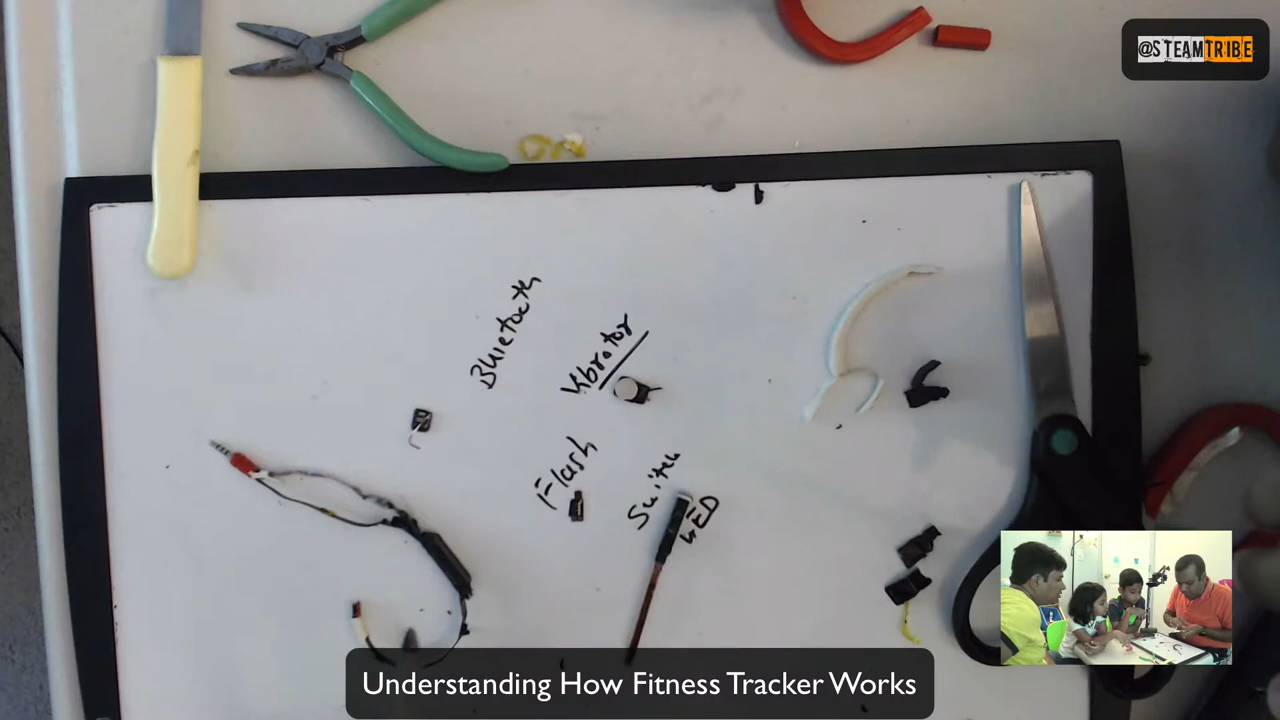 @STEAMTRIBE
Bluetooth
Vibrator
Flash
Switch
LED
Understanding How Fitness Tracker Works